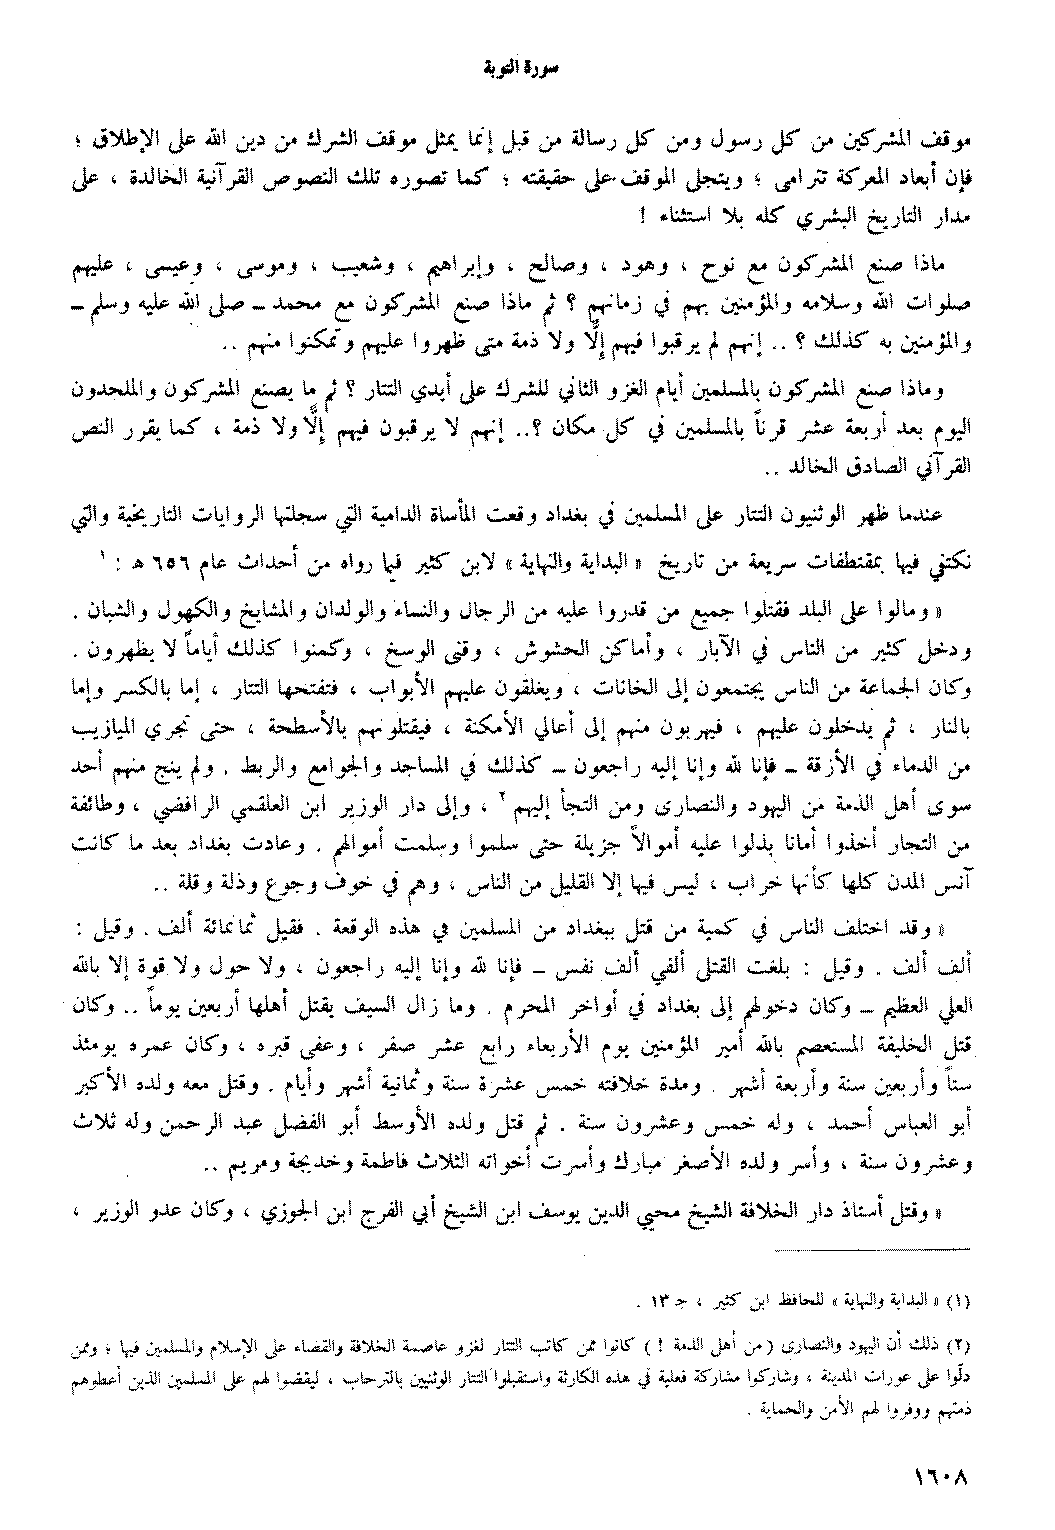 سورة التوبة
موقف المشركين من كل رسول ومن كل رسالة من قبل إنما يمثل موقف الشرك من دين الله على الإطلاق ؛
فإن أبعاد المعركة تترامى ؛ ويتجلى الموقف على حقيقته ؛ كما تصوره تلك النصوص القرآنية الخالدة ، على
مدار التاريخ البشري كله بلا استثناء !
ماذا صنع المشركون مع نوح ، وهود ، وصالح ، وإبراهيم ، وشعيب ، وموسى ، وعيسى ، عليهم
صلوات الله وسلامه والمؤمنين بهم في زمانهم ؟ ثم ماذا صنع المشركون مع محمد ــ صلى الله عليه وسلم ــ
والمؤمنين به كذلك ؟ .. إنهم لم يرقبوا فيهم إلًّا ولا ذمة متى ظهروا عليهم وتمكنوا منهم ..
وماذا صنع المشركون بالمسلمين أيام الغزو الثاني للشرك على أيدي التتار ؟ ثم ما يصنع المشركون والملحدون
اليوم بعد أربعة عشر قرناً بالمسلمين في كل مكان ؟.. إنهم لا يرقبون فيهم إلًّا ولا ذمة ، كما يقرر النص
القرآني الصادق الخالد ..
عندما ظهر الوثنيون التتار على المسلمين في بغداد وقعت المأساة الدامية التي سجلتها الروايات التاريخية والتي
نكتفي فيها بمقتطفات سريعة من تاريخ « البداية والنهاية » لابن كثير فيما رواه من أحداث عام ٦٥٦ هـ : ١
« ومالوا على البلد فقتلوا جميع من قدروا عليه من الرجال والنساء والولدان والمشايخ والكهول والشبان .
ودخل كثير من الناس في الآبار ، وأماكن الحشوش ، وقنى الوسخ ، وكمنوا كذلك أياماً لا يظهرون .
وكان الجماعة من الناس يجتمعون إلى الخانات ، ويغلقون عليهم الأبواب ، فتفتحها التتار ، إما بالكسر وإما
بالنار ، ثم يدخلون عليهم ، فيهربون منهم إلى أعالي الأمكنة ، فيقتلونهم بالأسطحة ، حتى تجري الميازيب
من الدماء في الأزقة ــ فإنا لله وإنا إليه راجعون ــ كذلك في المساجد والجوامع والربط . ولم ينج منهم أحد
سوى أهل الذمة من اليهود والنصارى ومن التجأ إليهم ٢ ، وإلى دار الوزير ابن العلقمي الرافضي ، وطائفة
من التجار أخذوا أمانا بذلوا عليه أموالاً جزيلة حتى سلموا وسلمت أموالهم . وعادت بغداد بعد ما كانت
آنس المدن كلها كأنها خراب ، ليس فيها إلا القليل من الناس ، وهم في خوف وجوع وذلة وقلة ..
« وقد اختلف الناس في كمية من قتل ببغداد من المسلمين في هذه الوقعة . فقيل ثمانمائة ألف . وقيل :
ألف ألف . وقيل : بلغت القتلى ألفي ألف نفس ــ فإنا لله وإنا إليه راجعون ، ولا حول ولا قوة إلا بالله
العلي العظيم ــ وكان دخولهم إلى بغداد في أواخر المحرم . وما زال السيف يقتل أهلها أربعين يوماً .. وكان
قتل الخليفة المستعصم بالله أمير المؤمنين يوم الأربعاء رابع عشر صفر ، وعفى قبره ، وكان عمره يومئذ
ستاً وأربعين سنة وأربعة أشهر . ومدة خلافته خمس عشرة سنة وثمانية أشهر وأيام . وقتل معه ولده الأكبر
أبو العباس أحمد ، وله خمس وعشرون سنة . ثم قتل ولده الأوسط أبو الفضل عبد الرحمن وله ثلاث
وعشرون سنة ، وأسر ولده الأصغر مبارك وأسرت أخواته الثلاث فاطمة وخديجة ومريم ..
« وقتل أستاذ دار الخلافة الشيخ محيي الدين يوسف ابن الشيخ أبي الفرج ابن الجوزي ، وكان عدو الوزير ،
(١) « البداية والنهاية » للحافظ ابن كثير ، جـ ١٣ .
(٢) ذلك أن اليهود والنصارى ( من أهل الذمة ! ) كانوا ممن كاتب التتار لغزو عاصمة الخلافة والقضاء على الإسلام والمسلمين فيها ؛ وممن
دلّوا على عورات المدينة ، وشاركوا مشاركة فعلية في هذه الكارثة واستقبلوا التتار الوثنيين بالترحاب ، ليقضوا لهم على المسلمين الذين أعطوهم
ذمتهم ووفروا لهم الأمن والحماية .
١٦٠٨